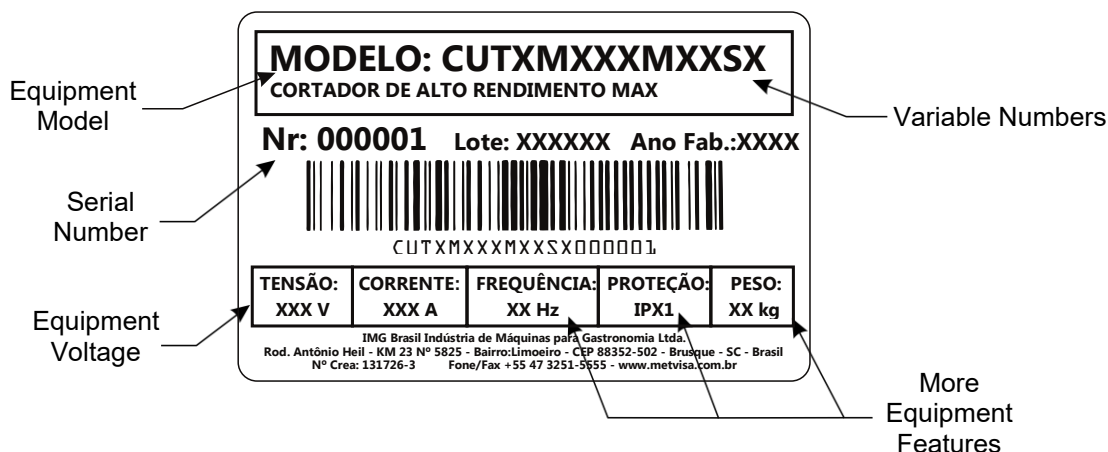 MODELO: CUTXMXXXMXXSX
CORTADOR DE ALTO RENDIMENTO MAX
Equipment
Model
Variable Numbers
Nr: 000001 Lote: XXXXXX Ano Fab.:XXXX
Serial
Number
CUTXMXXXMXXSX000001
TENSÃO: CORRENTE: FREQUÊNCIA: PROTEÇÃO: PESO:
XXX V XXX A XX Hz IPX1 XX kg
Equipment
Voltage
IMG Brasil Indústria de Máquinas para Gastronomia Ltda.
Rod. Antônio Heil - KM 23 Nº 5825 - Bairro:Limoeiro - CEP 88352-502 - Brusque - SC - Brasil
Nº Crea: 131726-3 Fone/Fax +55 47 3251-5555 - www.metvisa.com.br
More
Equipment
Features